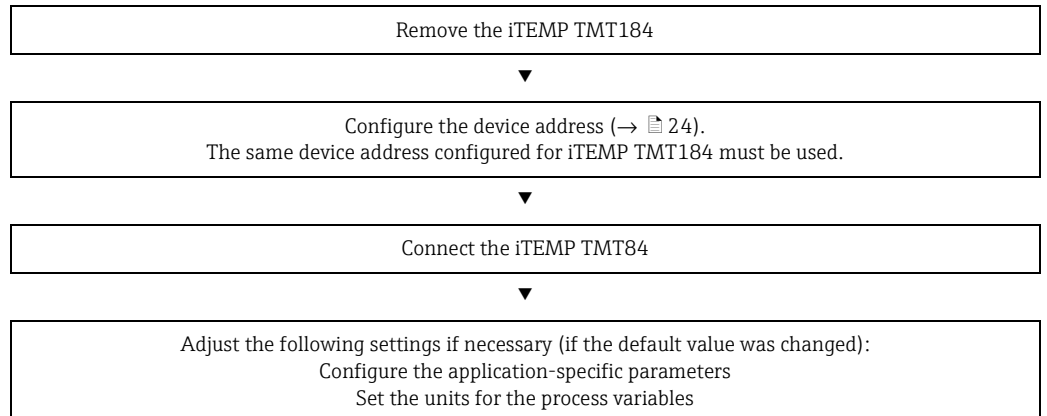 Remove the iTEMP TMT184
▼
Configure the device address (→ 🖹 24).
The same device address configured for iTEMP TMT184 must be used.
▼
Connect the iTEMP TMT84
▼
Adjust the following settings if necessary (if the default value was changed):
Configure the application-specific parameters
Set the units for the process variables